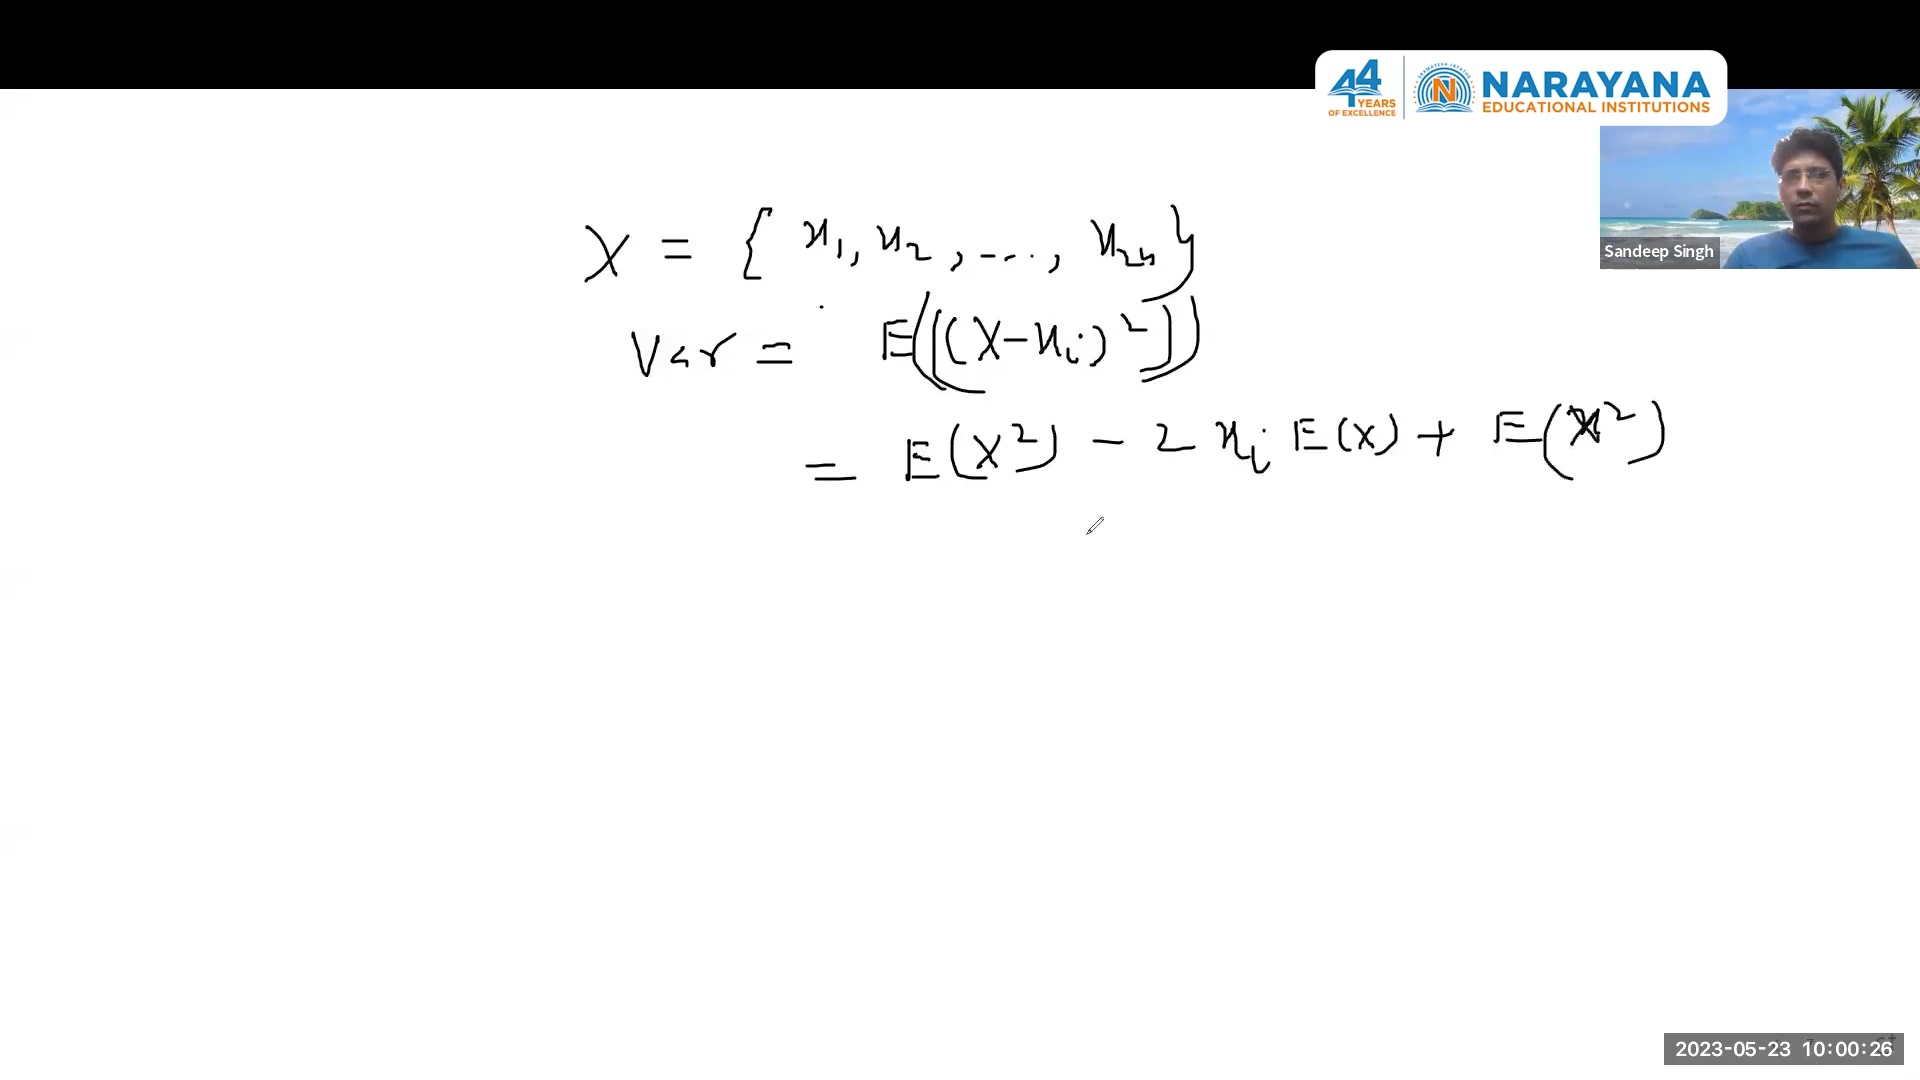 44 YEARS OF EXCELLENCE
NARAYANA
EDUCATIONAL INSTITUTIONS
Sandeep Singh
X = { x₁, x₂, ...., x₂ₙ }
Var = E([(X-xᵢ)²])
= E(X²) - 2 xᵢ E(X) + E(X²)
2023-05-23 10:00:26